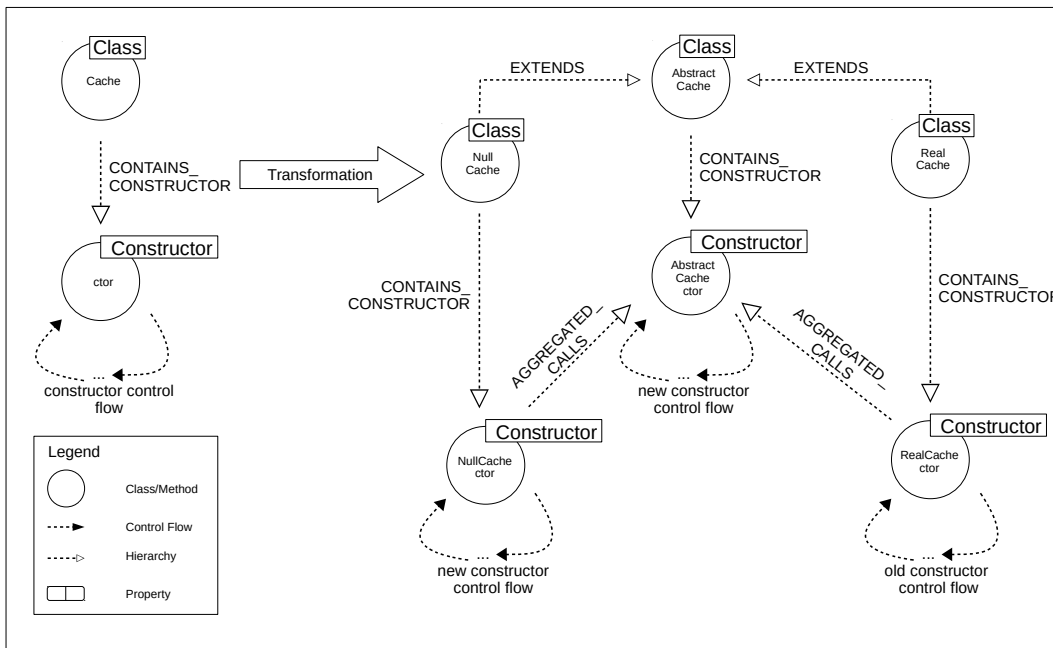 Class
Cache
CONTAINS_
CONSTRUCTOR
Constructor
ctor
...
constructor control
flow
Transformation
EXTENDS
Class
Abstract
Cache
EXTENDS
Class
Null
Cache
Class
Real
Cache
CONTAINS_
CONSTRUCTOR
CONTAINS_
CONSTRUCTOR
CONTAINS_
CONSTRUCTOR
Constructor
Abstract
Cache
ctor
...
new constructor
control flow
AGGREGATED_
CALLS
AGGREGATED_
CALLS
Constructor
NullCache
ctor
...
new constructor
control flow
Constructor
RealCache
ctor
...
old constructor
control flow
Legend
Class/Method
Control Flow
Hierarchy
Property